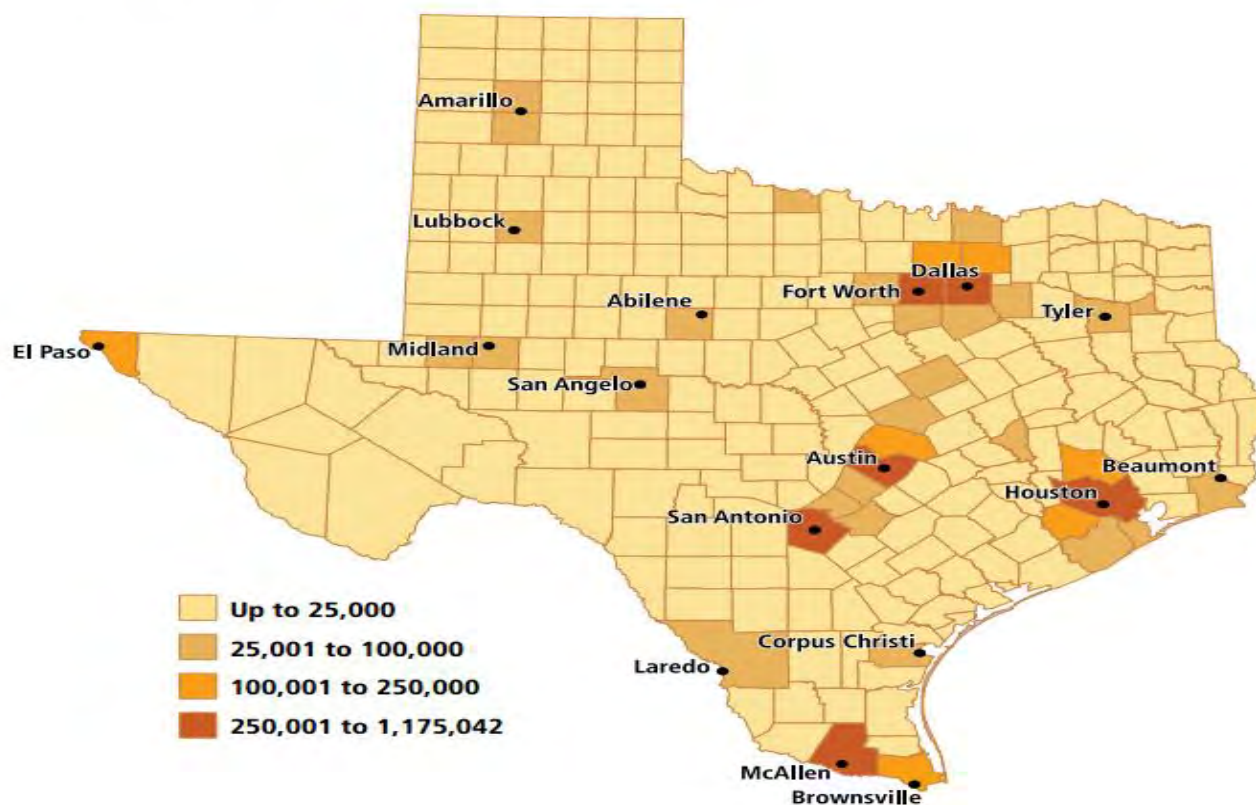 Amarillo
Lubbock
Dallas
Fort Worth
Abilene
Tyler
El Paso
Midland
San Angelo
Austin
Beaumont
Houston
San Antonio
Up to 25,000
25,001 to 100,000
Corpus Christi
Laredo
100,001 to 250,000
250,001 to 1,175,042
McAllen
Brownsville